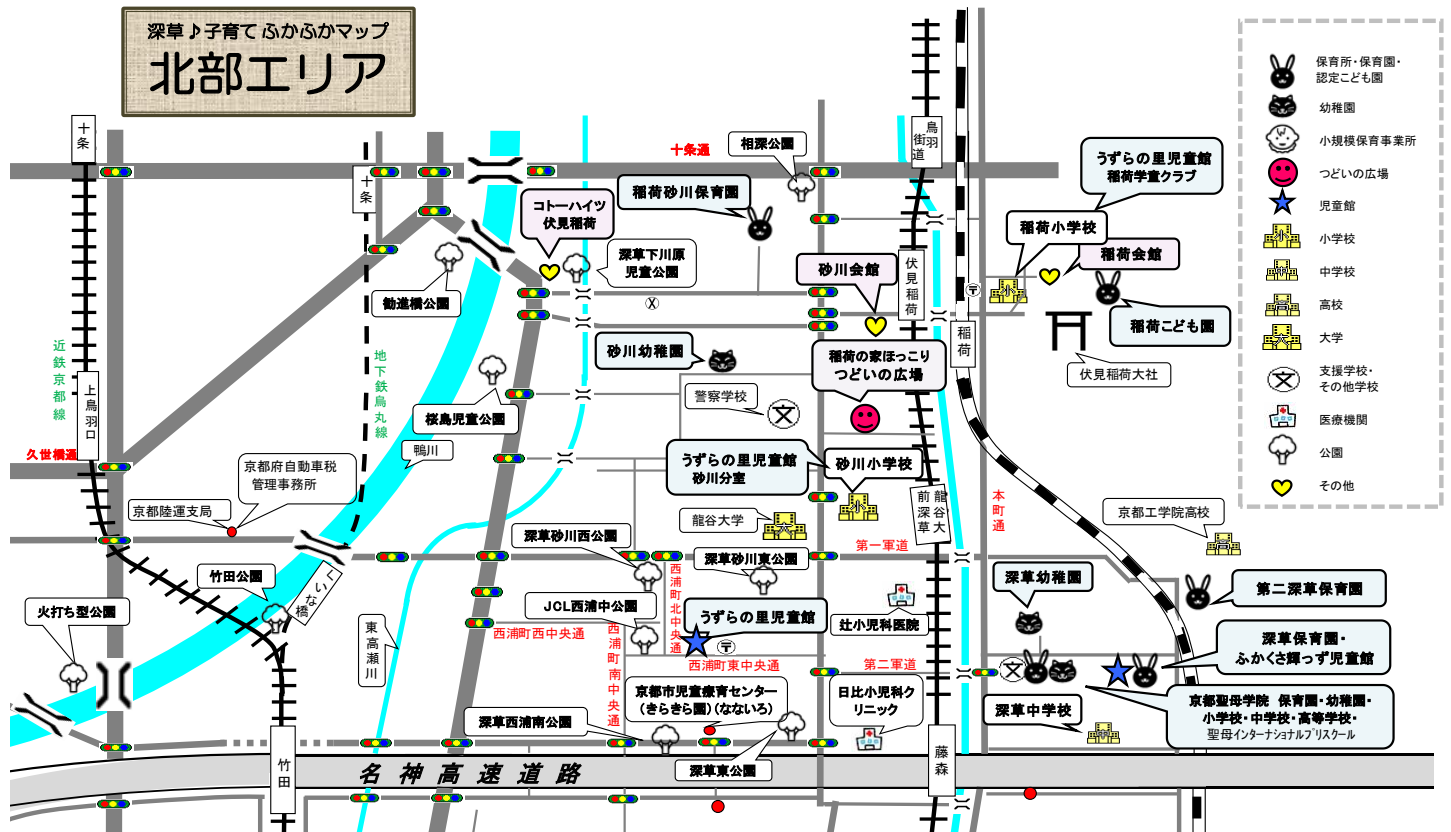 深草♪子育てふかふかマップ
北部エリア
保育所・保育園・
認定こども園
幼稚園
小規模保育事業所
つどいの広場
児童館
小学校
中学校
高校
大学
支援学校・
その他学校
医療機関
公園
その他
十条
十条
十条通
相深公園
鳥羽
街道
うずらの里児童館
稲荷学童クラブ
稲荷砂川保育園
コトーハイツ
伏見稲荷
稲荷小学校
稲荷会館
深草下川原
児童公園
勧進橋公園
砂川会館
伏見稲荷
稲荷
稲荷こども園
伏見稲荷大社
近鉄京都線
地下鉄烏丸線
上鳥羽口
砂川幼稚園
稲荷の家ほっこり
つどいの広場
警察学校
文
桜島児童公園
鴨川
久世橋通
京都府自動車税
管理事務所
京都陸運支局
うずらの里児童館
砂川分室
砂川小学校
龍谷大学
龍谷大
前深草
本町通
京都工学院高校
深草砂川西公園
深草砂川東公園
第一軍道
くいな橋
竹田公園
火打ち型公園
JCL西浦中公園
西浦町北中央通
うずらの里児童館
辻小児科医院
深草幼稚園
第二深草保育園
東高瀬川
西浦町西中央通
西浦町南中央通
西浦町東中央通
第二軍道
文
深草保育園・
ふかくさ輝っず児童館
京都市児童療育センター
（きらきら園）（なないろ）
日比小児科ク
リニック
深草中学校
京都聖母学院 保育園・幼稚園・
小学校・中学校・高等学校・
聖母インターナショナルプリスクール
深草西浦南公園
深草東公園
竹田
藤森
名神高速道路